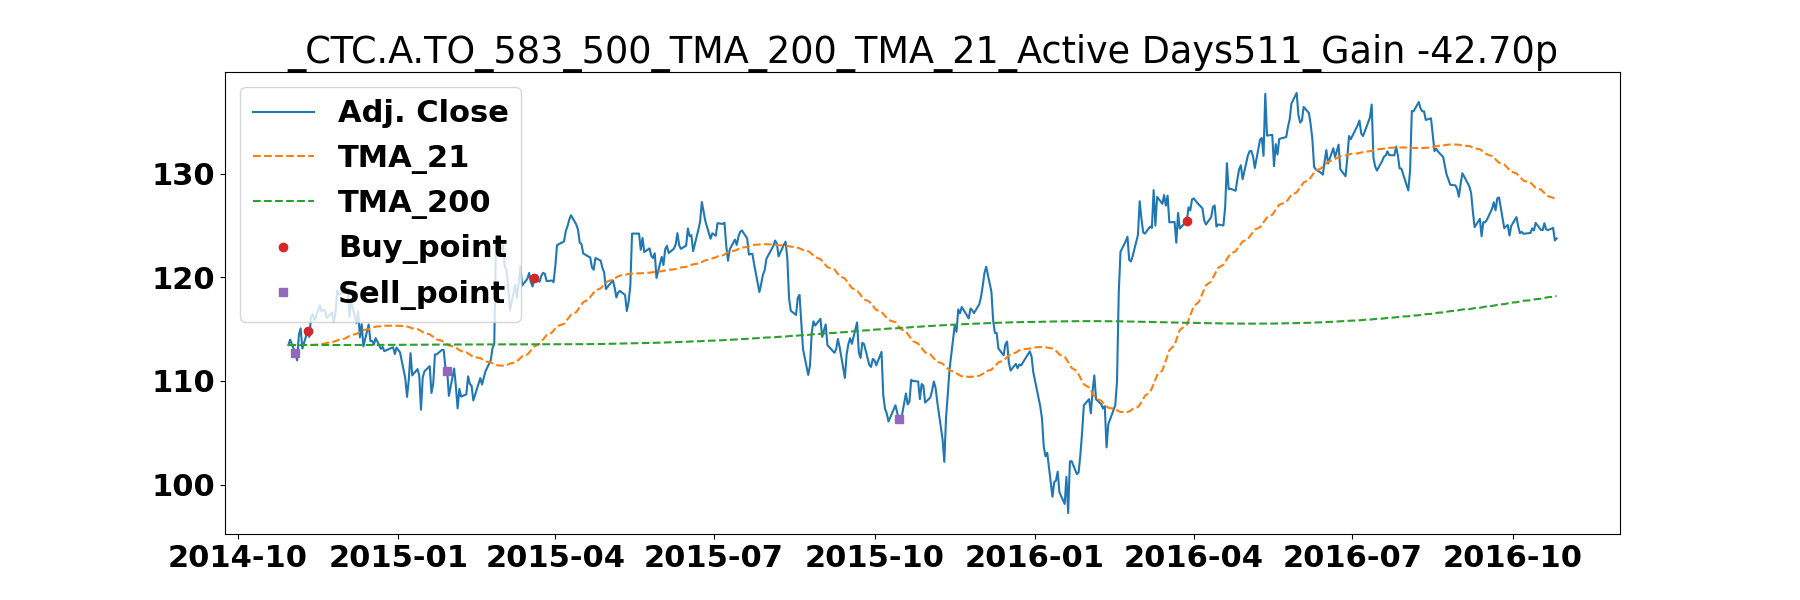 _CTC.A.TO_583_500_TMA_200_TMA_21_Active Days511_Gain -42.70p
Adj. Close
TMA_21
TMA_200
Buy_point
Sell_point
130
120
110
100
2014-10 2015-01 2015-04 2015-07 2015-10 2016-01 2016-04 2016-07 2016-10